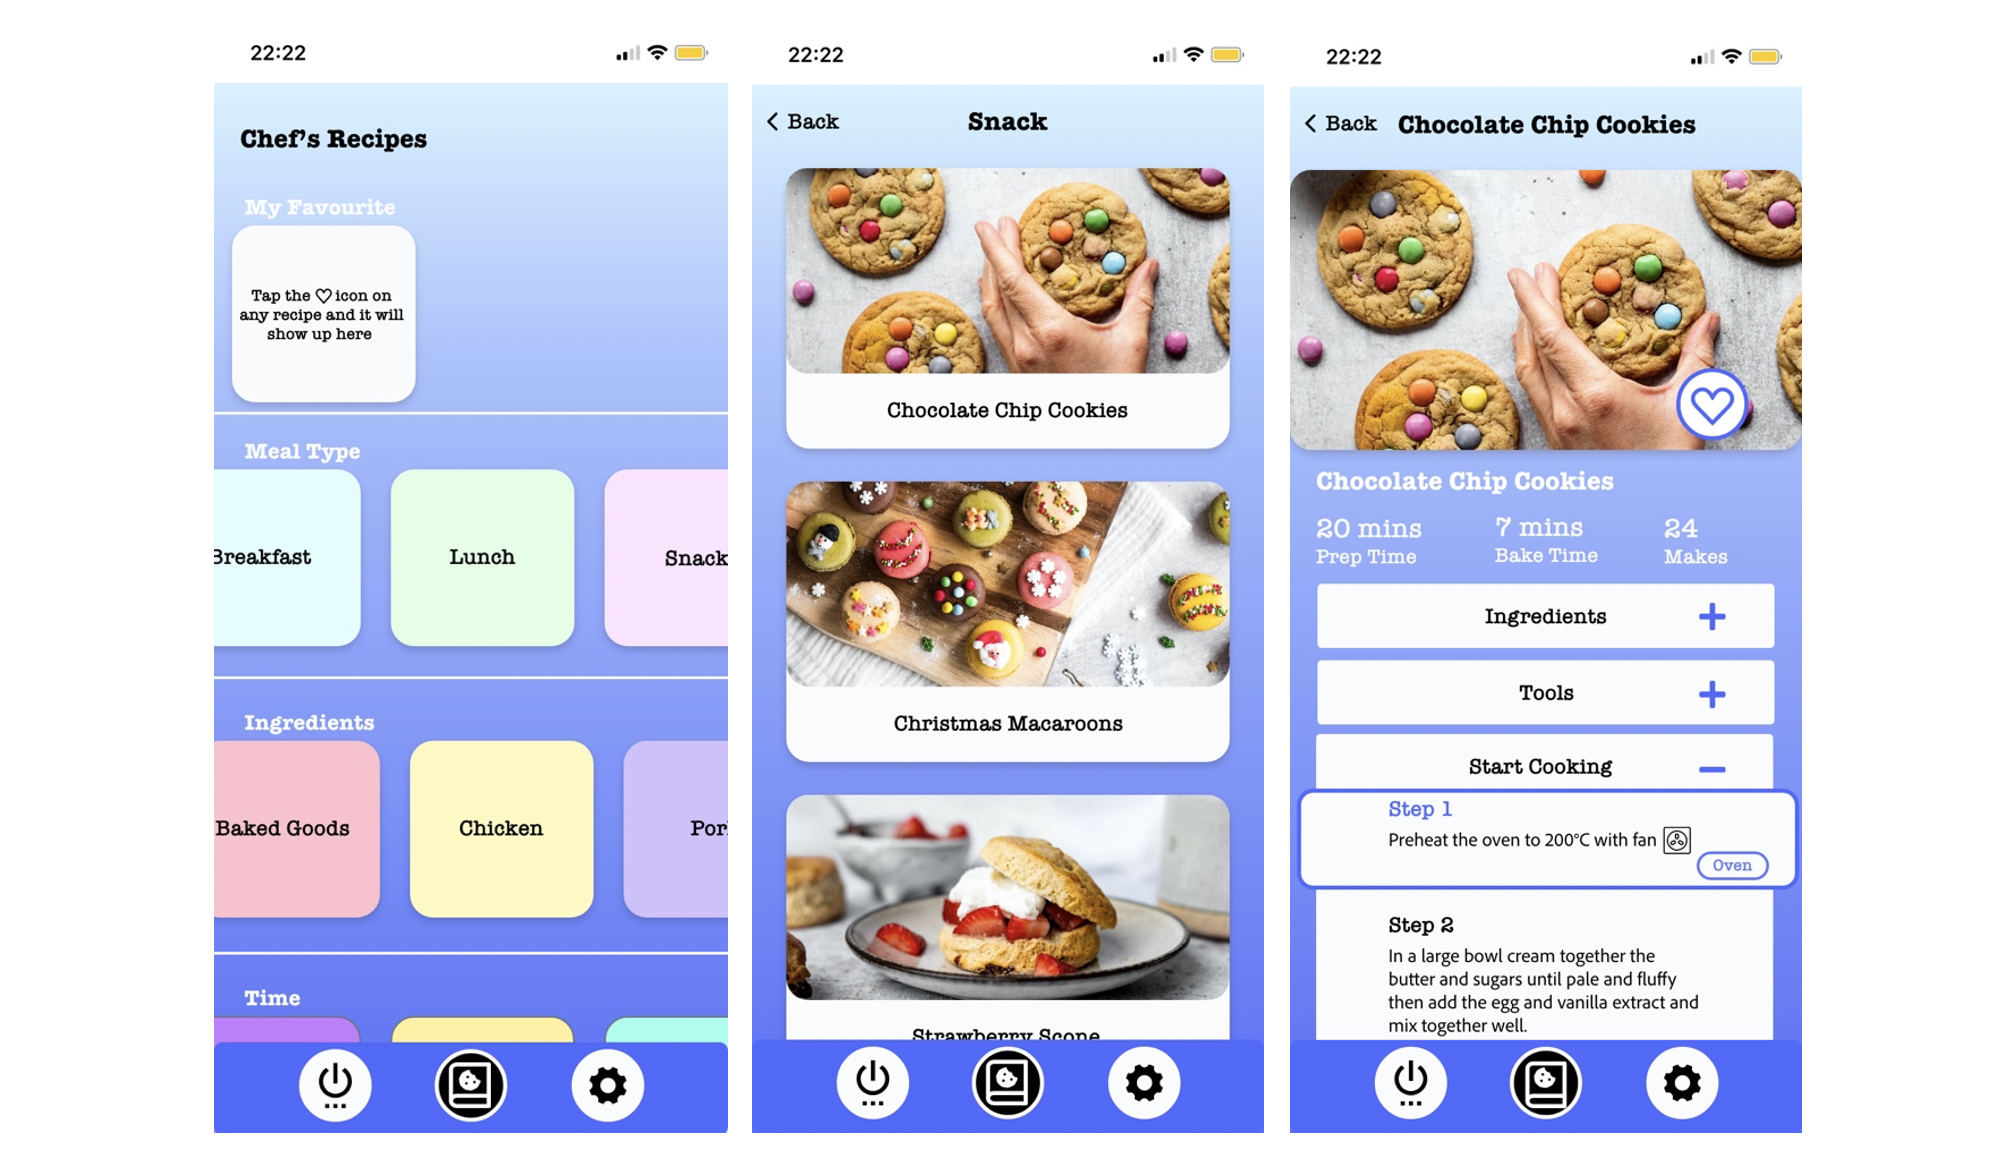 22:22
Chef's Recipes
My Favourite
Tap the ♡ icon on
any recipe and it will
show up here
Meal Type
Breakfast
Lunch
Snack
Ingredients
Baked Goods
Chicken
Por
Time
22:22
Back
Snack
Chocolate Chip Cookies
Christmas Macaroons
Strawberry Scone
22:22
Back
Chocolate Chip Cookies
Chocolate Chip Cookies
20 mins
Prep Time
7 mins
Bake Time
24
Makes
Ingredients
Tools
Start Cooking
Step 1
Preheat the oven to 200°C with fan
Oven
Step 2
In a large bowl cream together the
butter and sugars until pale and fluffy
then add the egg and vanilla extract and
mix together well.